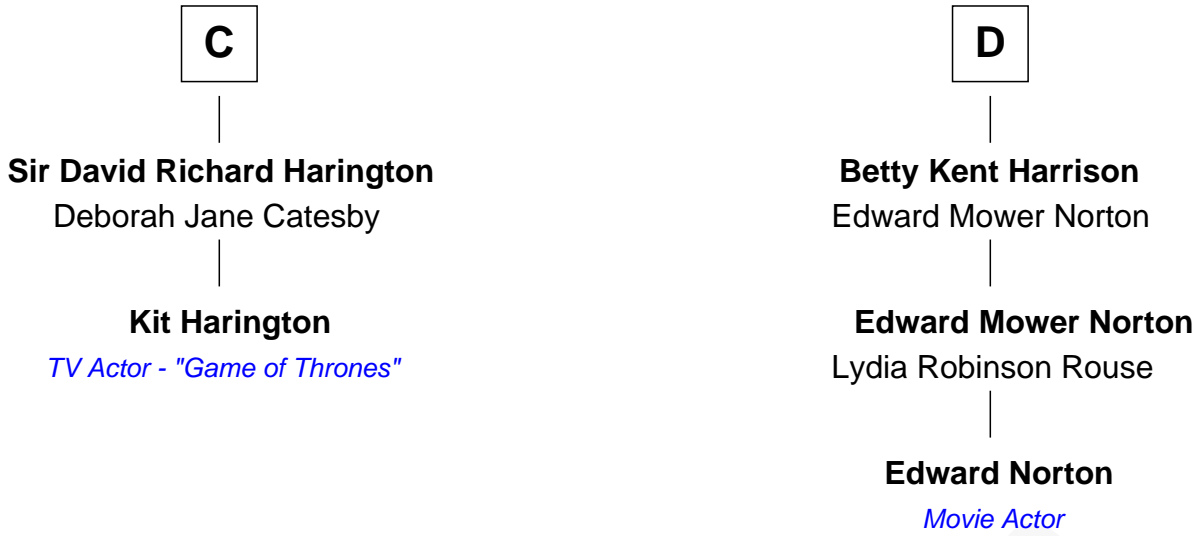 C
D
Sir David Richard Harington
Deborah Jane Catesby
Betty Kent Harrison
Edward Mower Norton
Kit Harington
TV Actor - "Game of Thrones"
Edward Mower Norton
Lydia Robinson Rouse
Edward Norton
Movie Actor